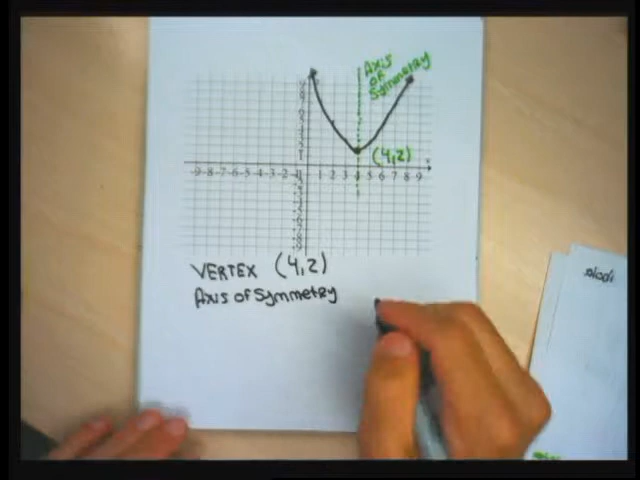 Axis
of
Symmetry
(4,2)
-9 -8 -7 -6 -5 -4 -3 -2 -1 1 2 3 4 5 6 7 8 9
VERTEX (4,2)
Axis of Symmetry